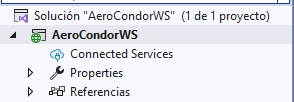 Solución "AeroCondorWS" (1 de 1 proyecto)
AeroCondorWS
Connected Services
Properties
Referencias